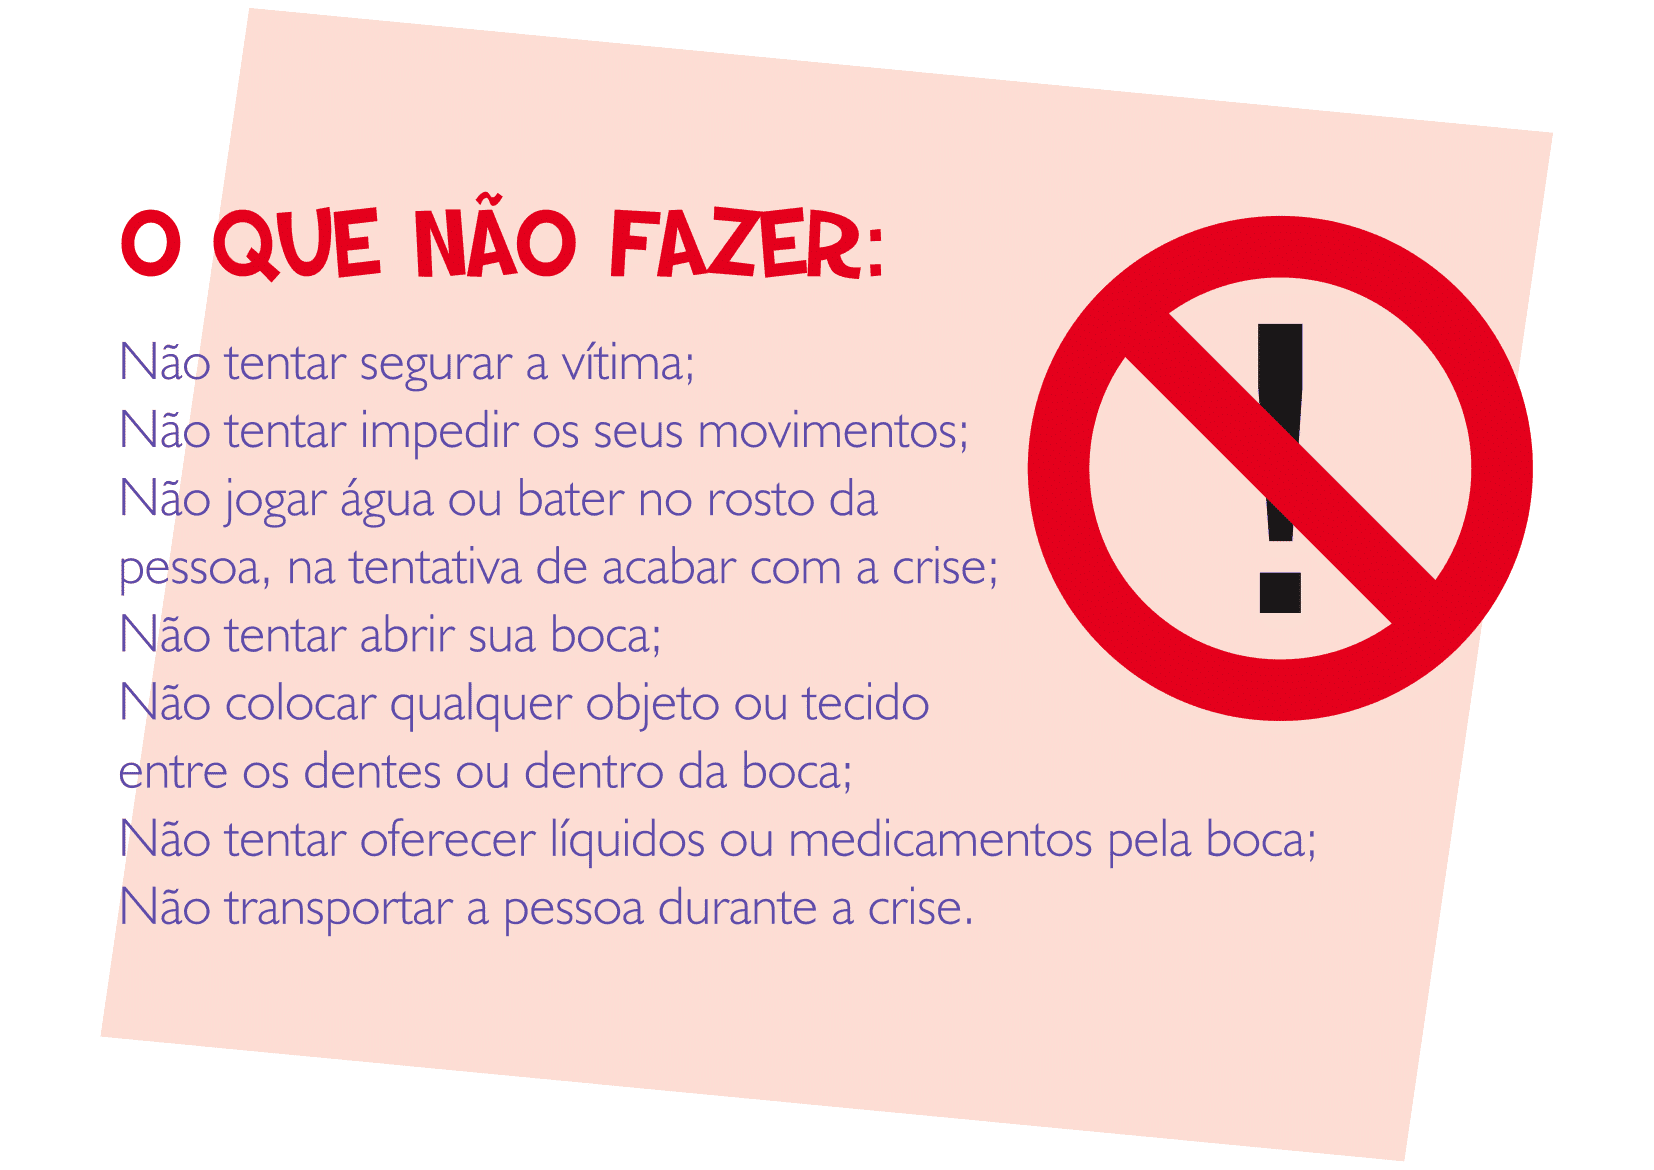 O QUE NÃO FAZER:
Não tentar segurar a vítima;
Não tentar impedir os seus movimentos;
Não jogar água ou bater no rosto da
pessoa, na tentativa de acabar com a crise;
Não tentar abrir sua boca;
Não colocar qualquer objeto ou tecido
entre os dentes ou dentro da boca;
Não tentar oferecer líquidos ou medicamentos pela boca;
Não transportar a pessoa durante a crise.
!